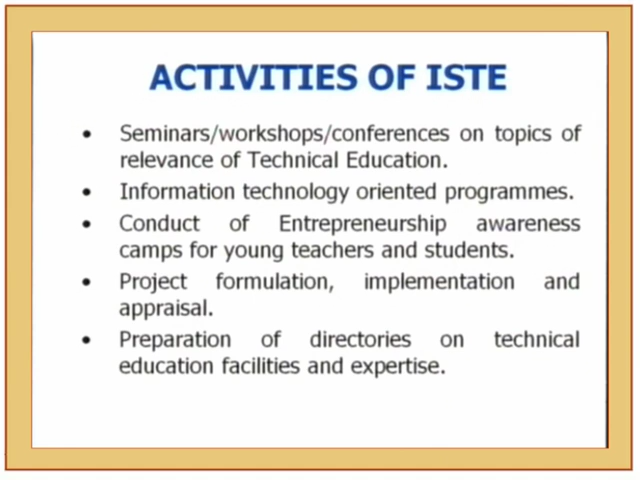 ACTIVITIES OF ISTE
• Seminars/workshops/conferences on topics of
relevance of Technical Education.
• Information technology oriented programmes.
• Conduct of Entrepreneurship awareness
camps for young teachers and students.
• Project formulation, implementation and
appraisal.
• Preparation of directories on technical
education facilities and expertise.